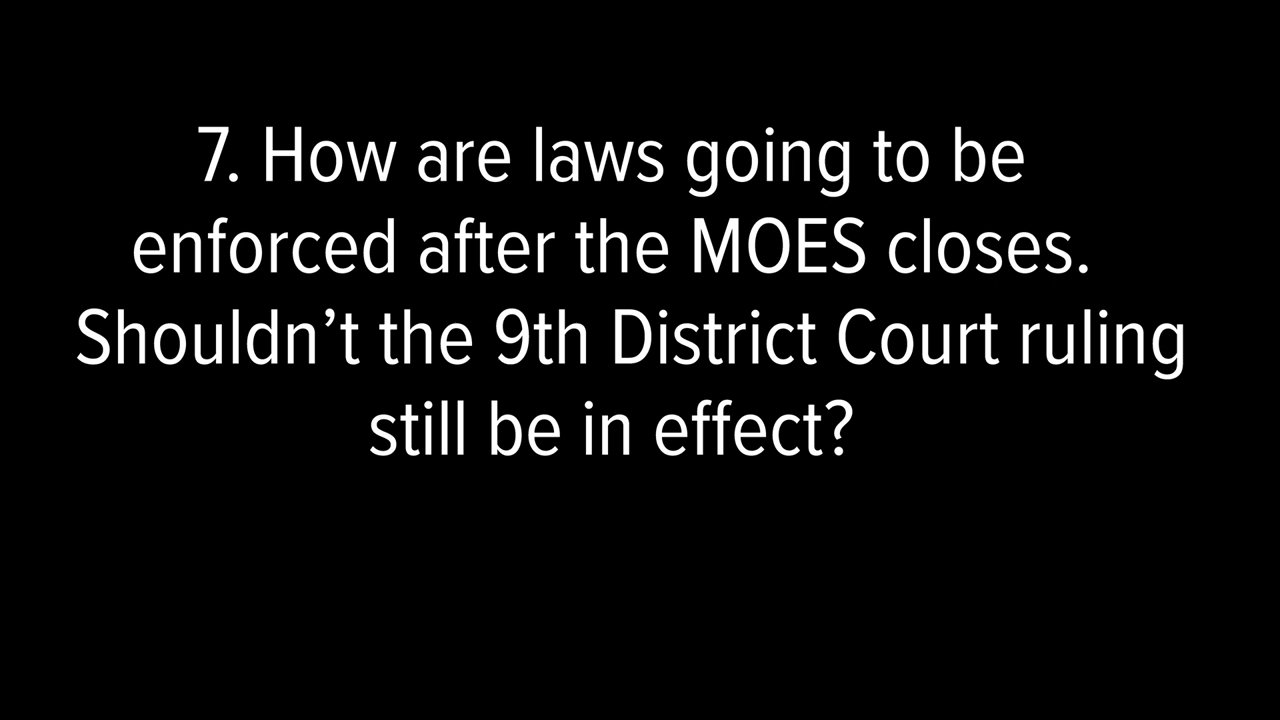 7. How are laws going to be
enforced after the MOES closes.
Shouldn’t the 9th District Court ruling
still be in effect?